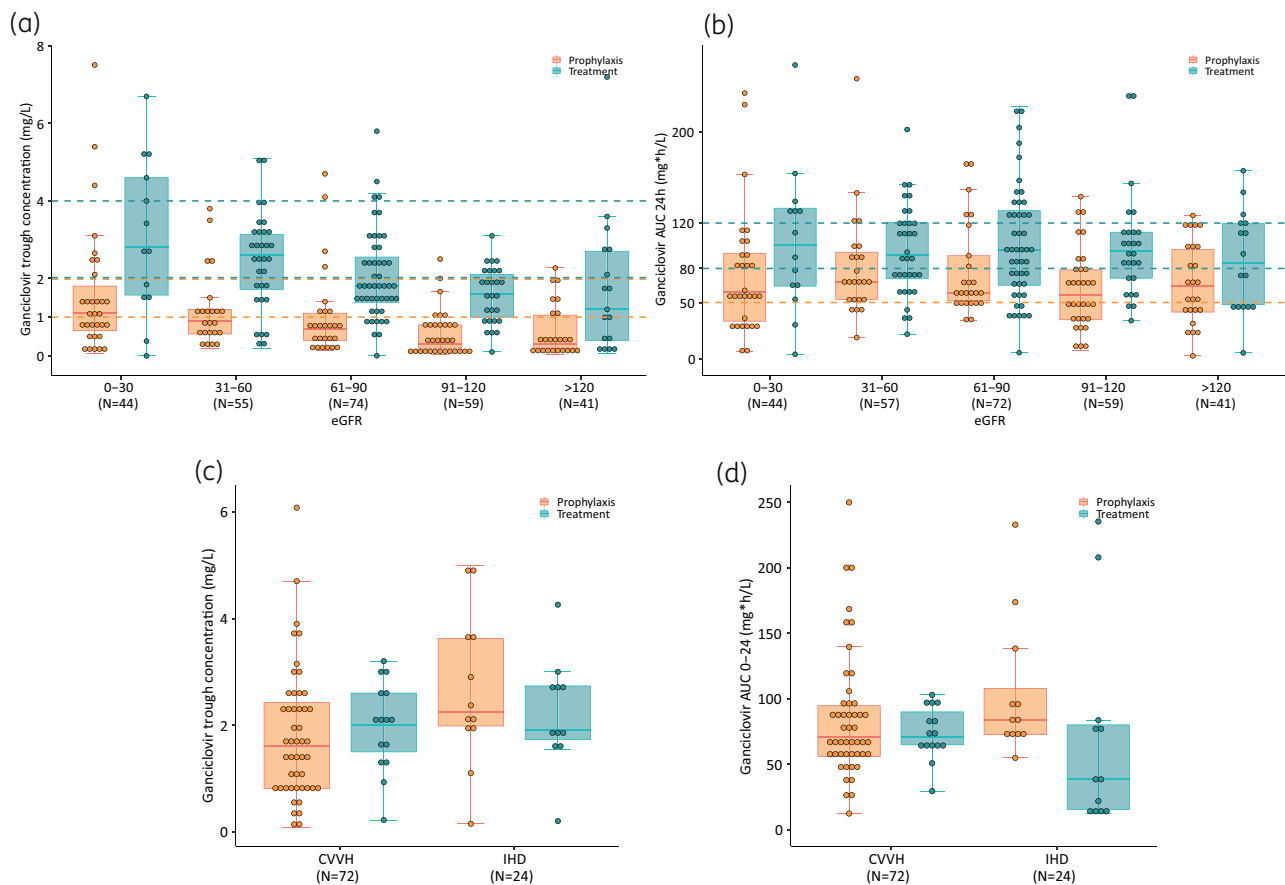 (a)
Ganciclovir trough concentration (mg/L)
8
6
4
2
1
0
Prophylaxis
Treatment
0–30
(N=44)
31–60
(N=55)
61–90
(N=74)
91–120
(N=59)
>120
(N=41)
eGFR
(b)
Ganciclovir AUC 24h (mg*h/L)
200
120
80
50
0
Prophylaxis
Treatment
0–30
(N=44)
31–60
(N=57)
61–90
(N=72)
91–120
(N=59)
>120
(N=41)
eGFR
(c)
Ganciclovir trough concentration (mg/L)
6
4
2
0
Prophylaxis
Treatment
CVVH
(N=72)
IHD
(N=24)
(d)
Ganciclovir AUC 0–24 (mg*h/L)
250
200
150
100
50
0
Prophylaxis
Treatment
CVVH
(N=72)
IHD
(N=24)